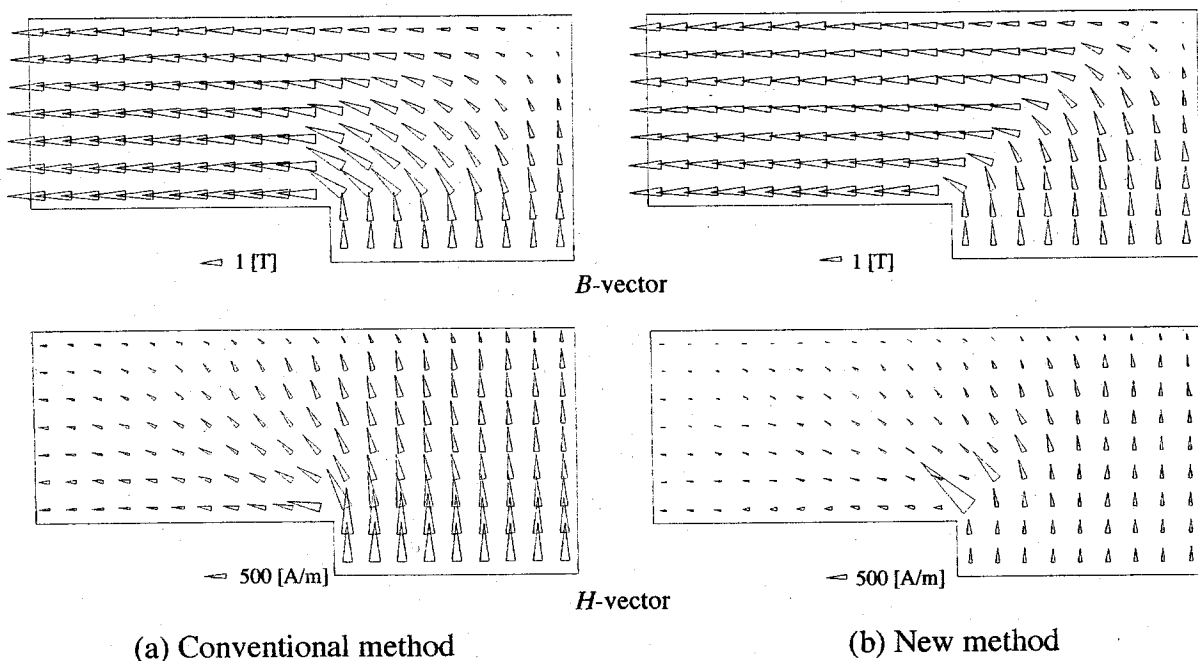 1 [T]
1 [T]
B-vector
500 [A/m]
500 [A/m]
H-vector
(a) Conventional method
(b) New method